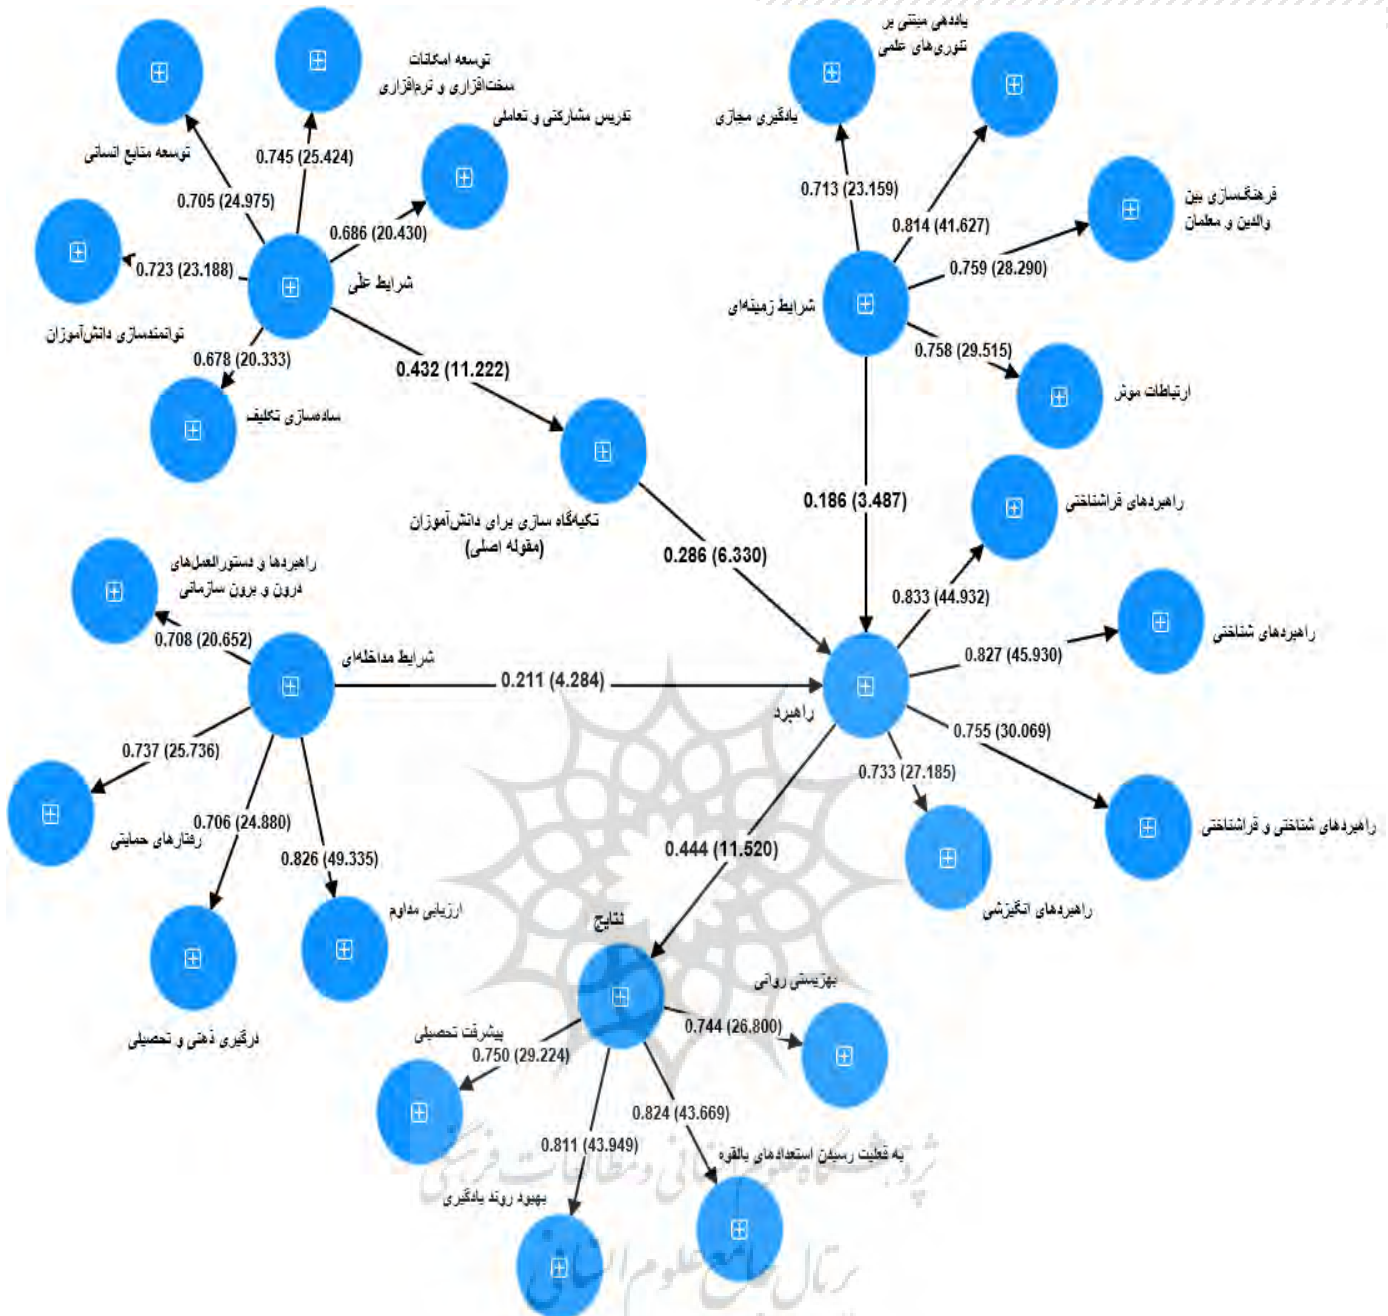 یاددهی مبتنی بر
تئوری‌های علمی
یادگیری مجازی
0.713 (23.159)
0.814 (41.627)
فرهنگ‌سازی بین
والدین و معلمان
0.759 (28.290)
شرایط زمینه‌ای
0.758 (29.515)
ارتباطات موثر
0.186 (3.487)
توسعه امکانات
سخت‌افزاری و نرم‌افزاری
تدریس مشارکتی و تعاملی
توسعه منابع انسانی
0.745 (25.424)
0.705 (24.975)
0.686 (20.430)
0.723 (23.188)
شرایط علّی
توانمندسازی دانش‌آموزان
0.678 (20.333)
ساده‌سازی تکلیف
0.432 (11.222)
تکیه‌گاه سازی برای دانش‌آموزان
(مقوله اصلی)
0.286 (6.330)
راهبردهای فراشناختی
0.833 (44.932)
راهبردهای شناختی
0.827 (45.930)
راهبرد
0.755 (30.069)
0.733 (27.185)
راهبردهای شناختی و فراشناختی
راهبردهای انگیزشی
راهبردها و دستورالعمل‌های
درون و برون سازمانی
0.708 (20.652)
شرایط مداخله‌ای
0.211 (4.284)
0.737 (25.736)
0.706 (24.880)
رفتارهای حمایتی
0.826 (49.335)
ارزیابی مداوم
درگیری ذهنی و تحصیلی
0.444 (11.520)
نتایج
بهزیستی روانی
0.744 (26.800)
پیشرفت تحصیلی
0.750 (29.224)
0.824 (43.669)
0.811 (43.949)
به فعلیت رسیدن استعدادهای بالقوه
بهبود روند یادگیری
پژوهشگاه علوم انسانی و مطالعات فرهنگی
پرتال جامع علوم انسانی